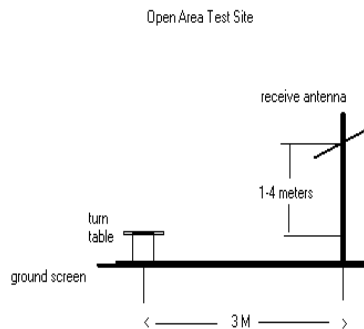 Open Area Test Site
receive antenna
1-4 meters
turn
table
ground screen
3 M